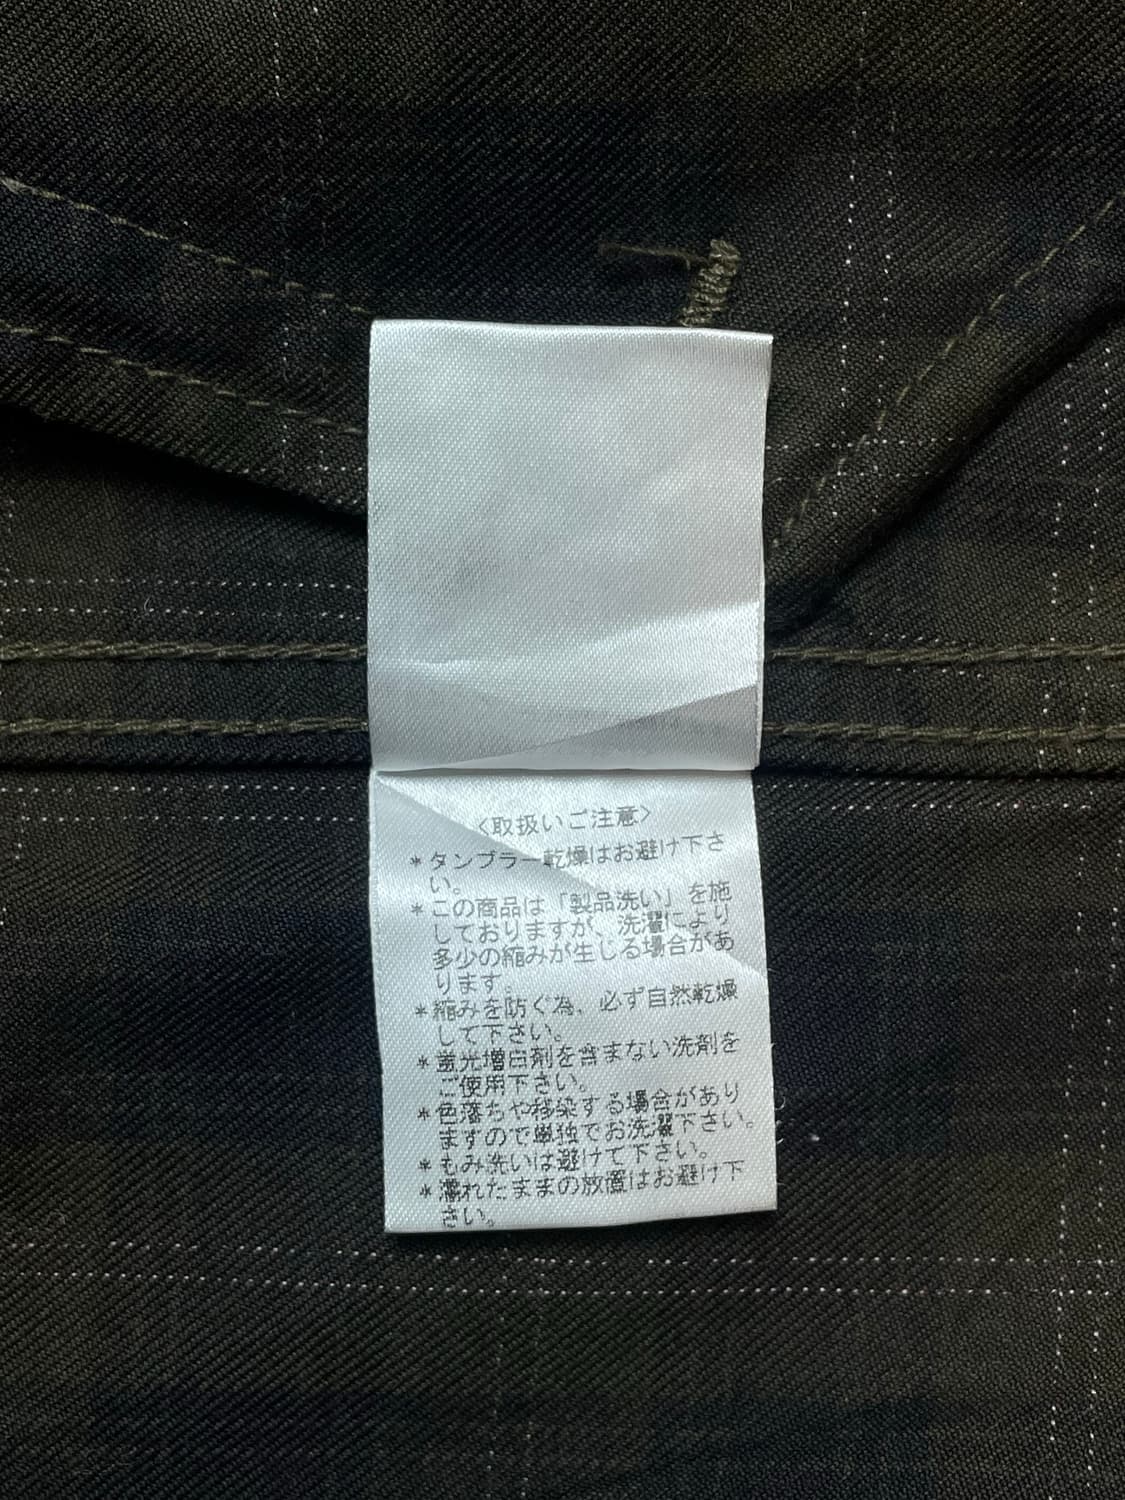 〈取扱いご注意〉
*タンブラー乾燥はお避け下さ
い。
*この商品は「製品洗い」を施
しておりますが、洗濯により
多少の縮みが生じる場合があ
ります。
*縮みを防ぐ為、必ず自然乾燥
して下さい。
*蛍光増白剤を含まない洗剤を
ご使用下さい。
*色落ちや移染する場合があり
ますので単独でお洗濯下さい。
*もみ洗いは避けて下さい。
*濡れたままの放置はお避け下
さい。